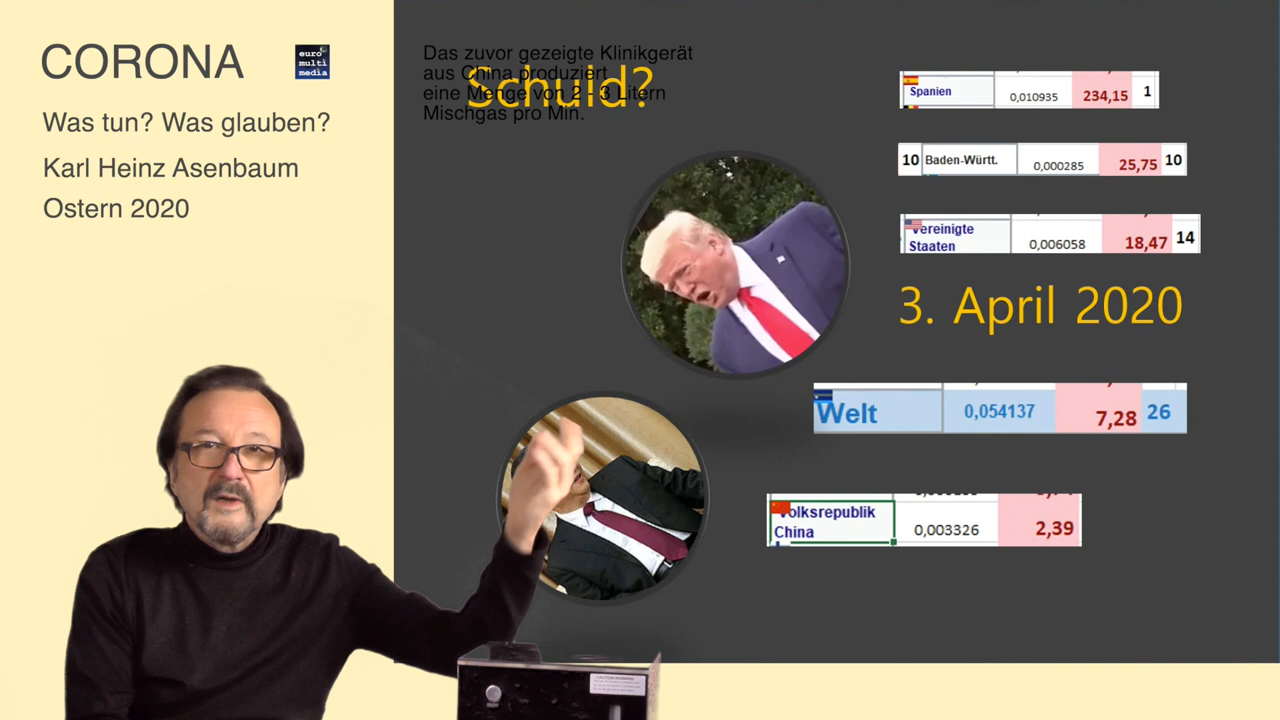 CORONA
euro
multi
media
Was tun? Was glauben?
Karl Heinz Asenbaum
Ostern 2020
Das zuvor gezeigte Klinikgerät
aus China produziert
eine Menge von 2 - 3 Litern
Mischgas pro Min.
Schuld?
Spanien 0,010935 234,15 1
10 Baden-Württ. 0,000285 25,75 10
Vereinigte
Staaten 0,006058 18,47 14
3. April 2020
Welt 0,054137 7,28 26
Volksrepublik
China 0,003326 2,39